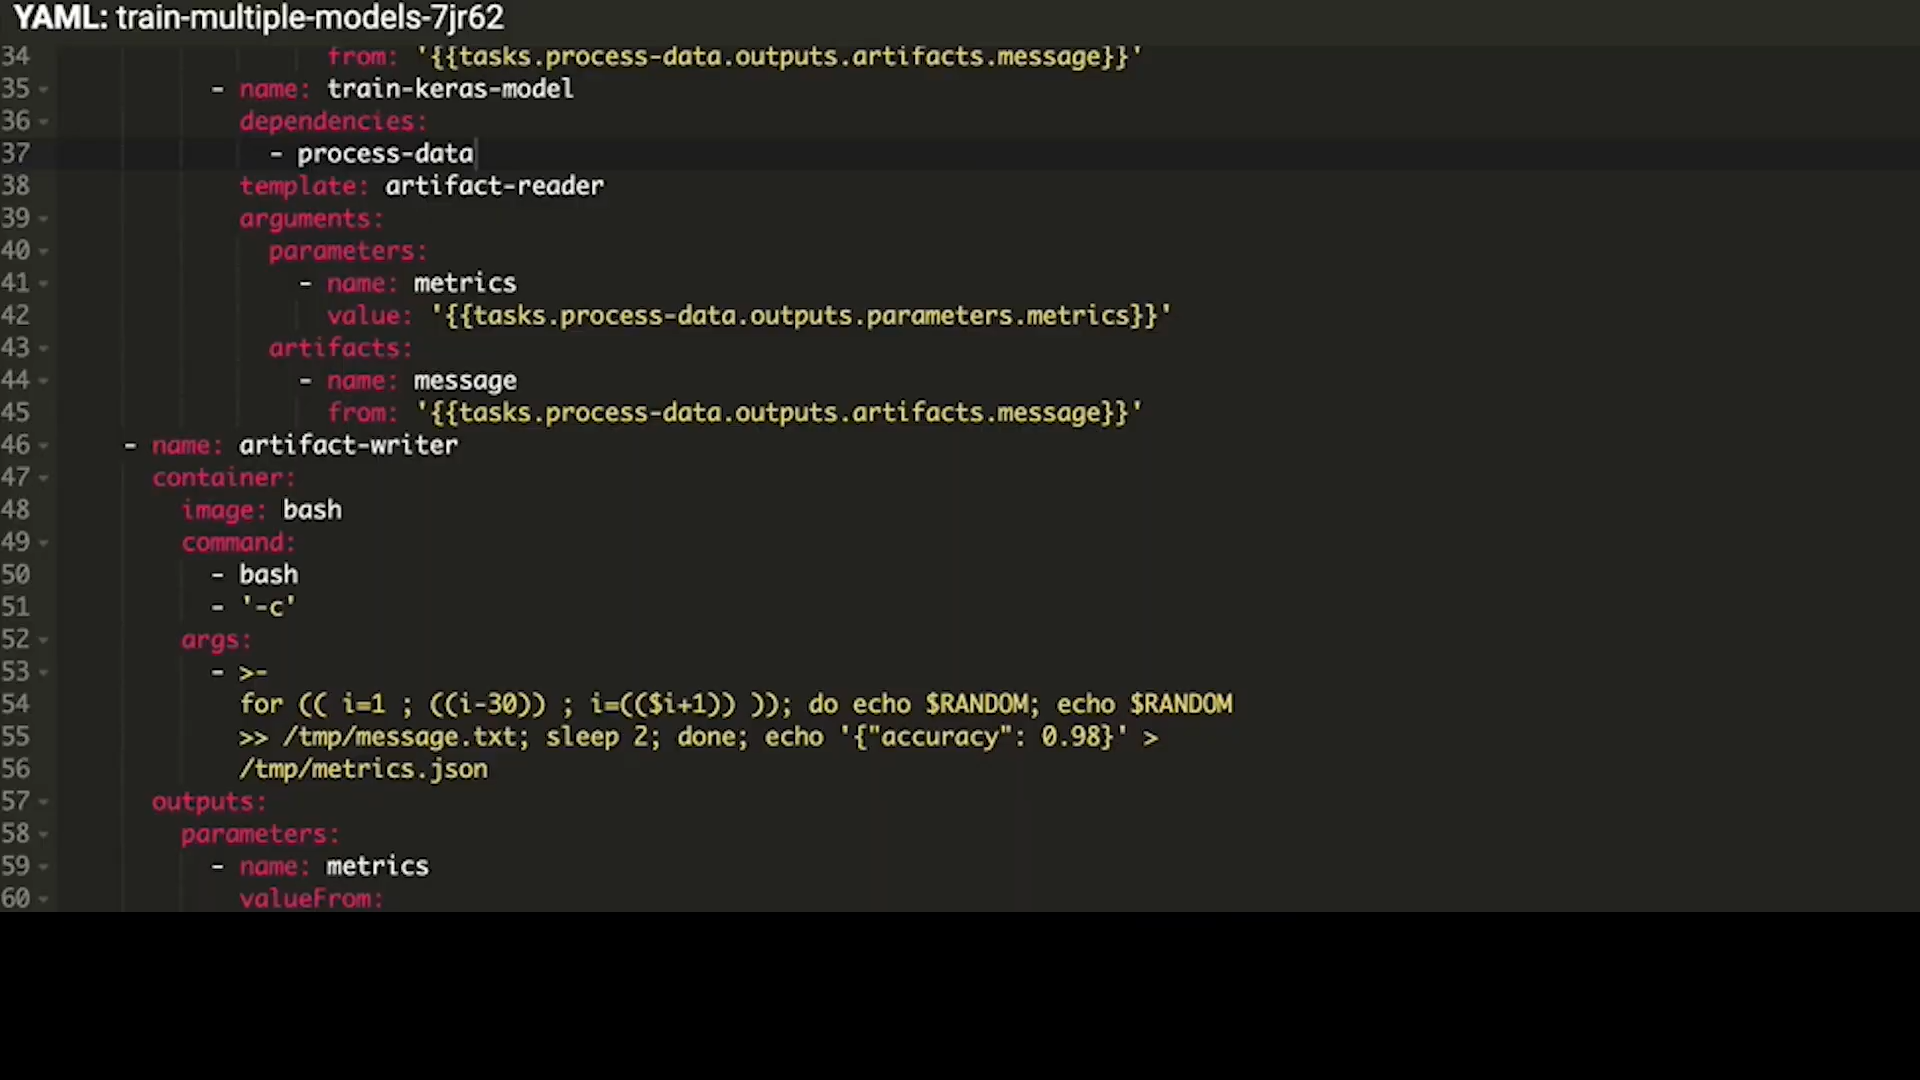 YAML: train-multiple-models-7jr62
34 from: '{{tasks.process-data.outputs.artifacts.message}}'
35 - name: train-keras-model
36 dependencies:
37 - process-data
38 template: artifact-reader
39 arguments:
40 parameters:
41 - name: metrics
42 value: '{{tasks.process-data.outputs.parameters.metrics}}'
43 artifacts:
44 - name: message
45 from: '{{tasks.process-data.outputs.artifacts.message}}'
46 - name: artifact-writer
47 container:
48 image: bash
49 command:
50 - bash
51 - '-c'
52 args:
53 - >-
54 for (( i=1 ; ((i-30)) ; i=(($i+1)) )); do echo $RANDOM; echo $RANDOM
55 >> /tmp/message.txt; sleep 2; done; echo '{"accuracy": 0.98}' >
56 /tmp/metrics.json
57 outputs:
58 parameters:
59 - name: metrics
60 valueFrom: